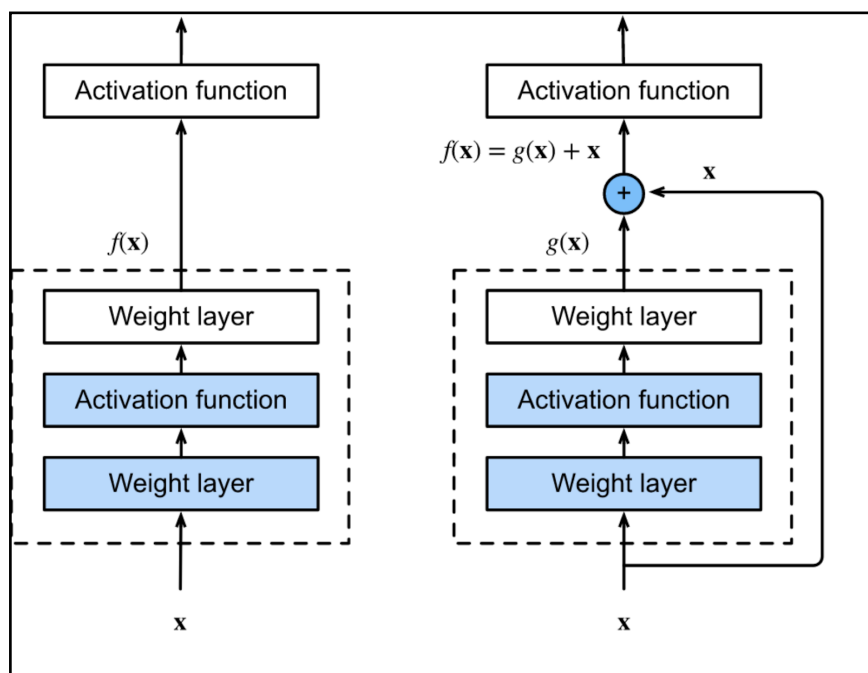 Activation function
f(x)
Weight layer
Activation function
Weight layer
x
Activation function
f(x) = g(x) + x
x
+
g(x)
Weight layer
Activation function
Weight layer
x